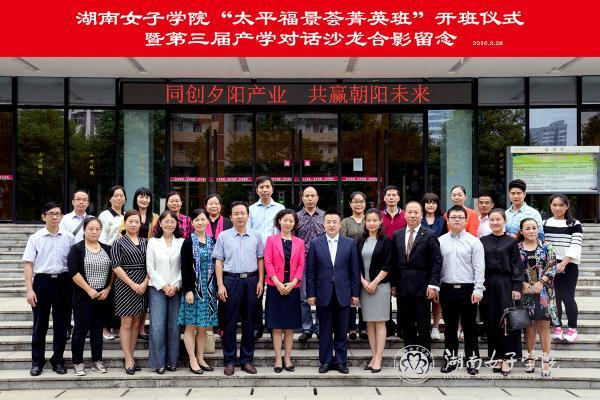 湖南女子学院“太平福景荟菁英班”开班仪式
暨第三届产学对话沙龙合影留念 2016.9.28
同创夕阳产业 共赢朝阳未来
湖南女子学院